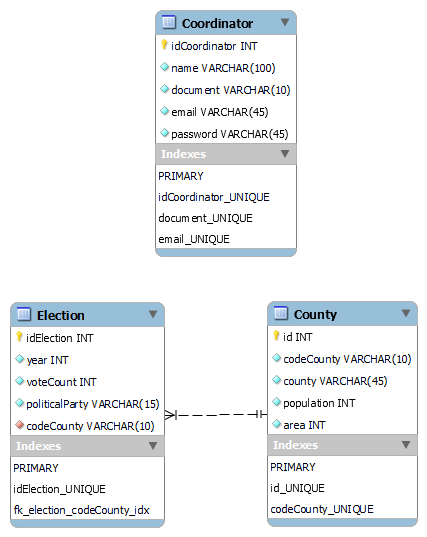 Coordinator
idCoordinator INT
name VARCHAR(100)
document VARCHAR(10)
email VARCHAR(45)
password VARCHAR(45)
Indexes
PRIMARY
idCoordinator_UNIQUE
document_UNIQUE
email_UNIQUE
Election
idElection INT
year INT
voteCount INT
politicalParty VARCHAR(15)
codeCounty VARCHAR(10)
Indexes
PRIMARY
idElection_UNIQUE
fk_election_codeCounty_idx
County
id INT
codeCounty VARCHAR(10)
county VARCHAR(45)
population INT
area INT
Indexes
PRIMARY
id_UNIQUE
codeCounty_UNIQUE